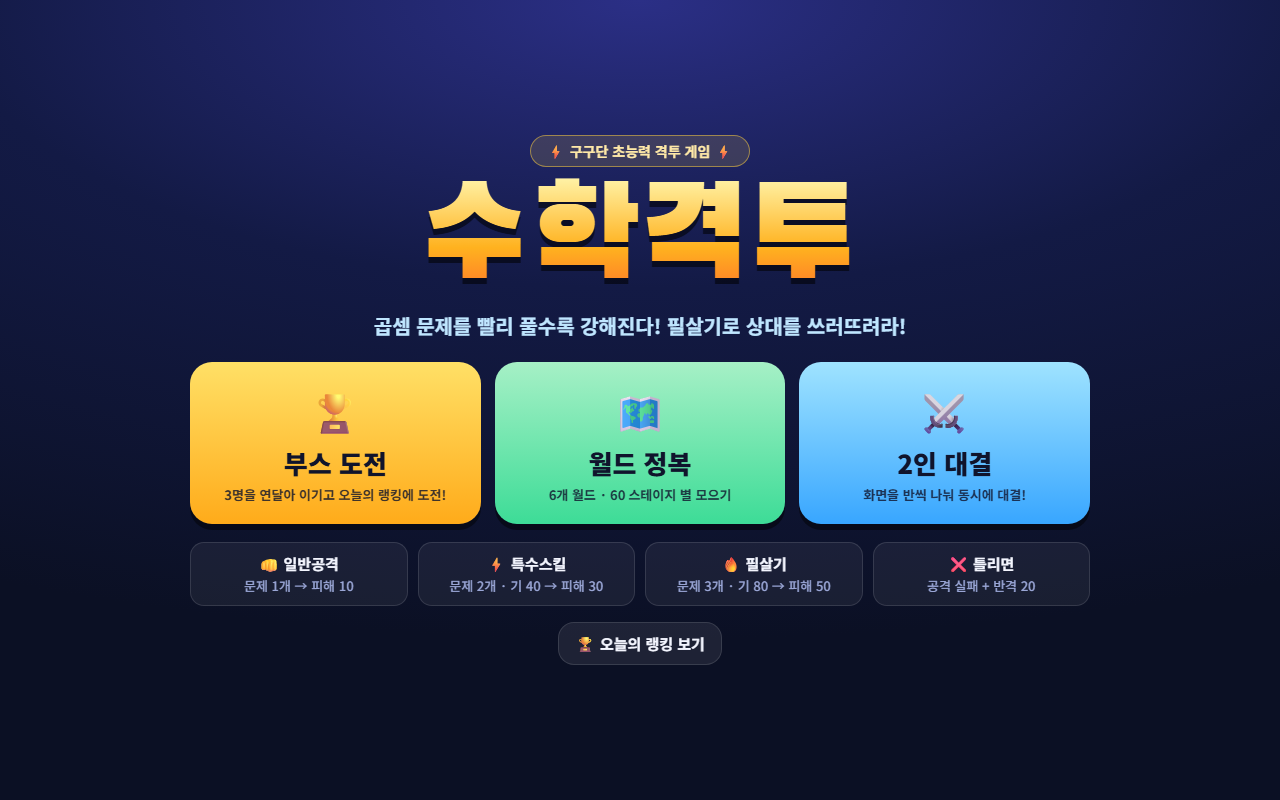 구구단 초능력 격투 게임
수학격투
곱셈 문제를 빨리 풀수록 강해진다! 필살기로 상대를 쓰러뜨려라!
부스 도전
3명을 연달아 이기고 오늘의 랭킹에 도전!
월드 정복
6개 월드 · 60 스테이지 별 모으기
2인 대결
화면을 반씩 나눠 동시에 대결!
일반공격
문제 1개 → 피해 10
특수스킬
문제 2개 · 기 40 → 피해 30
필살기
문제 3개 · 기 80 → 피해 50
틀리면
공격 실패 + 반격 20
오늘의 랭킹 보기